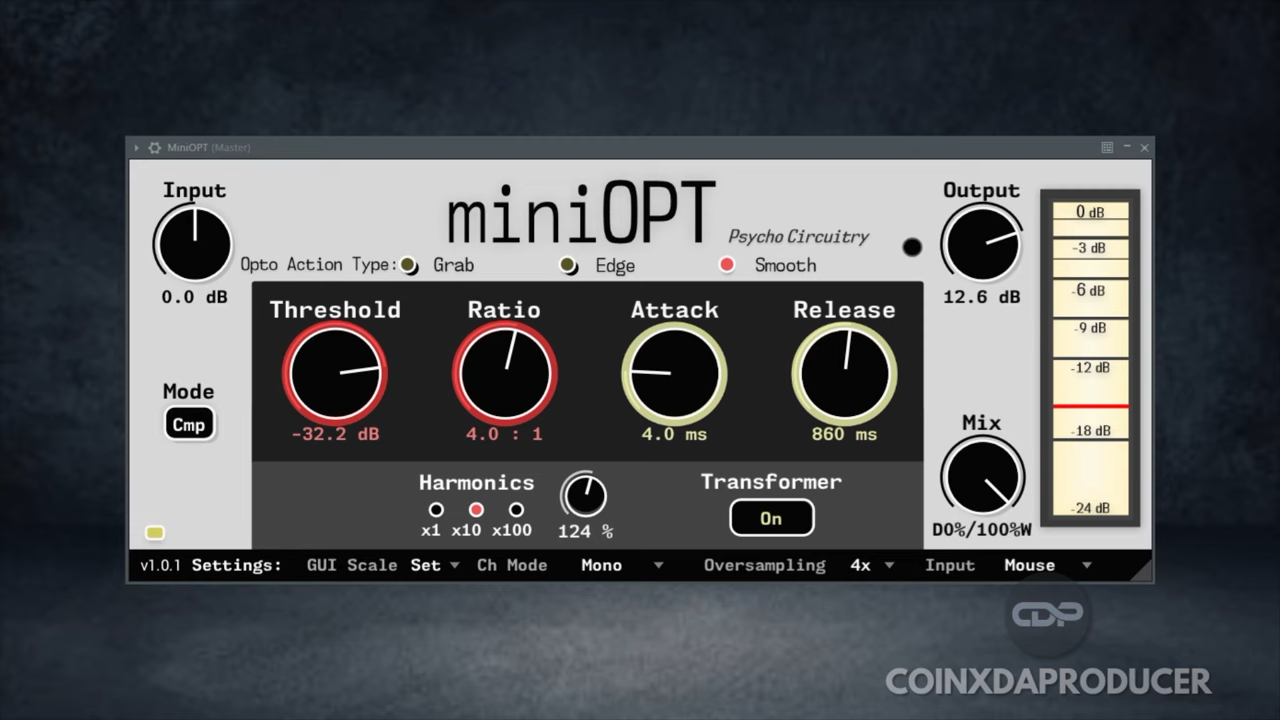 MiniOPT (Master)
Input
0.0 dB
miniOPT
Psycho Circuitry
Opto Action Type: Grab Edge Smooth
Output
12.6 dB
0 dB
-3 dB
-6 dB
-9 dB
-12 dB
-18 dB
-24 dB
Threshold Ratio Attack Release
-32.2 dB 4.0 : 1 4.0 ms 860 ms
Mode
Cmp
Mix
D0%/100%W
Harmonics
x1 x10 x100
124 %
Transformer
On
v1.0.1 Settings: GUI Scale Set Ch Mode Mono Oversampling 4x Input Mouse
CDP
COINXDAPRODUCER